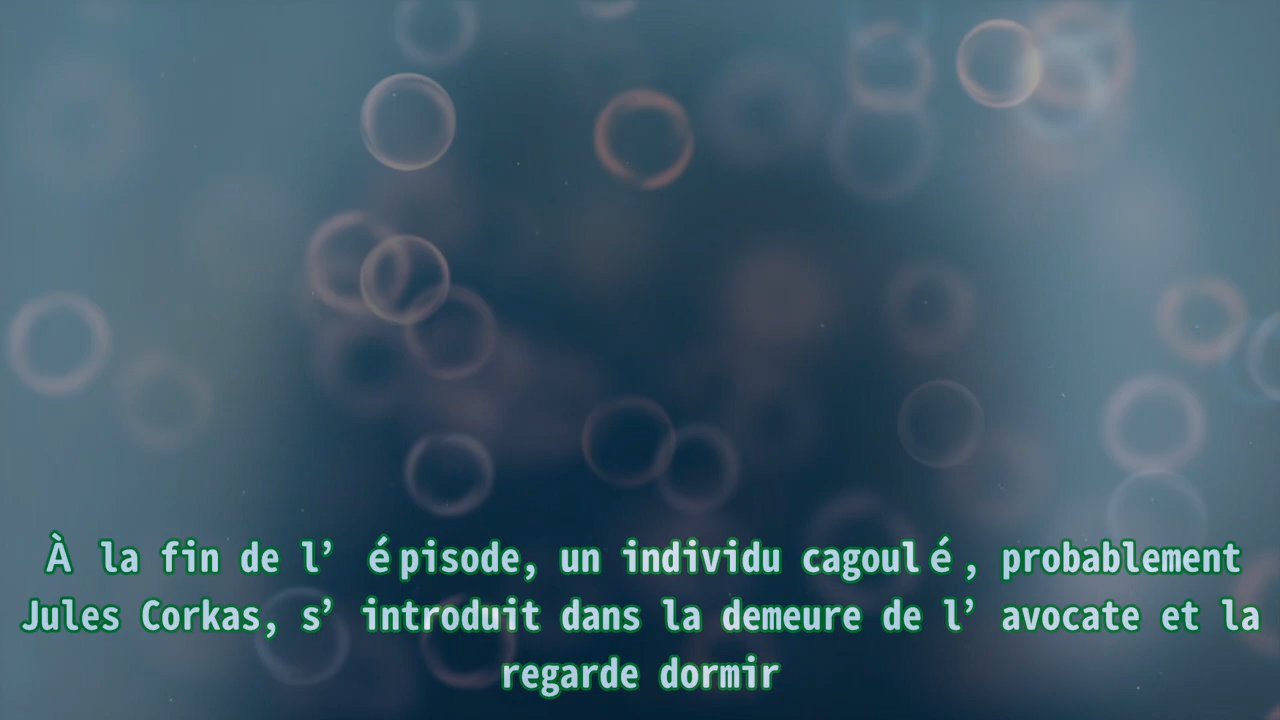 À la fin de l’épisode, un individu cagoulé, probablement
Jules Corkas, s’introduit dans la demeure de l’avocate et la
regarde dormir